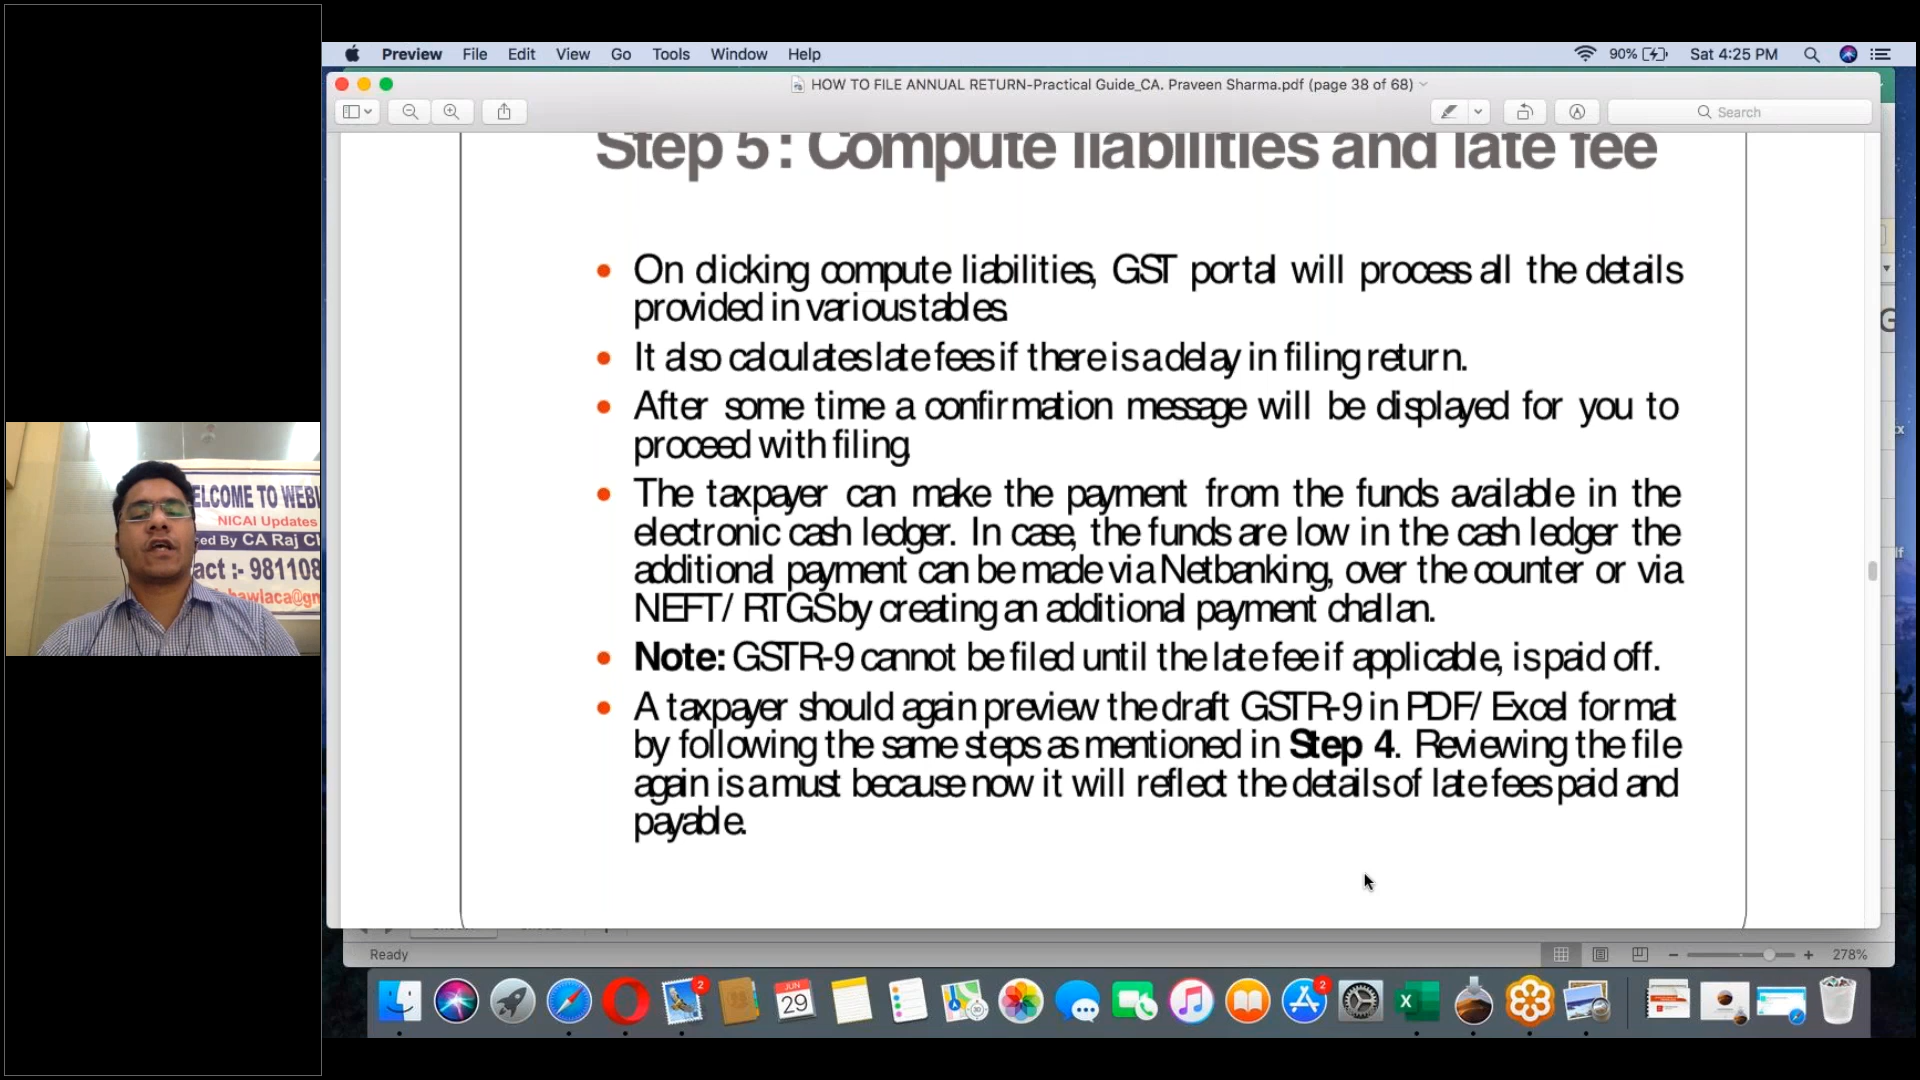 Preview File Edit View Go Tools Window Help
90% Sat 4:25 PM
HOW TO FILE ANNUAL RETURN-Practical Guide_CA. Praveen Sharma.pdf (page 38 of 68)
Search
Step 5 : Compute liabilities and late fee
• On clicking compute liabilities, GST portal will process all the details
provided in various tables.
• It also calculates late fees if there is a delay in filing return.
• After some time a confirmation message will be displayed for you to
proceed with filing.
• The taxpayer can make the payment from the funds available in the
electronic cash ledger. In case, the funds are low in the cash ledger the
additional payment can be made via Netbanking, over the counter or via
NEFT/ RTGS by creating an additional payment challan.
• Note: GSTR-9 cannot be filed until the late fee if applicable, is paid off.
• A taxpayer should again preview the draft GSTR-9 in PDF/ Excel format
by following the same steps as mentioned in Step 4. Reviewing the file
again is a must because now it will reflect the details of late fees paid and
payable.
ELCOME TO WEBI
NICAI Updates
ed By CA Raj Ch
act :- 981108
hawlaca@gm
Ready
278%
2
JUN
29
2